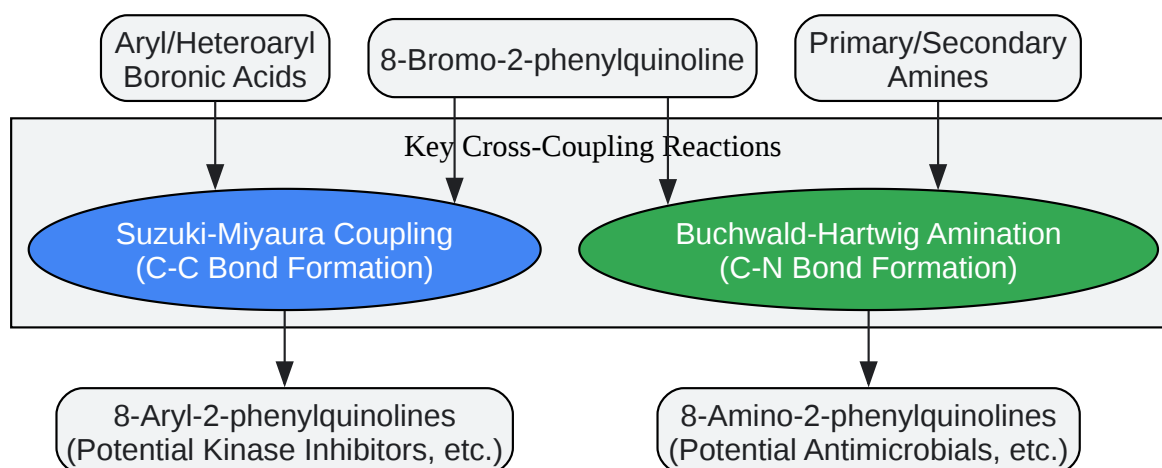 Aryl/Heteroaryl
Boronic Acids
8-Bromo-2-phenylquinoline
Primary/Secondary
Amines
Key Cross-Coupling Reactions
Suzuki-Miyaura Coupling
(C-C Bond Formation)
Buchwald-Hartwig Amination
(C-N Bond Formation)
8-Aryl-2-phenylquinolines
(Potential Kinase Inhibitors, etc.)
8-Amino-2-phenylquinolines
(Potential Antimicrobials, etc.)